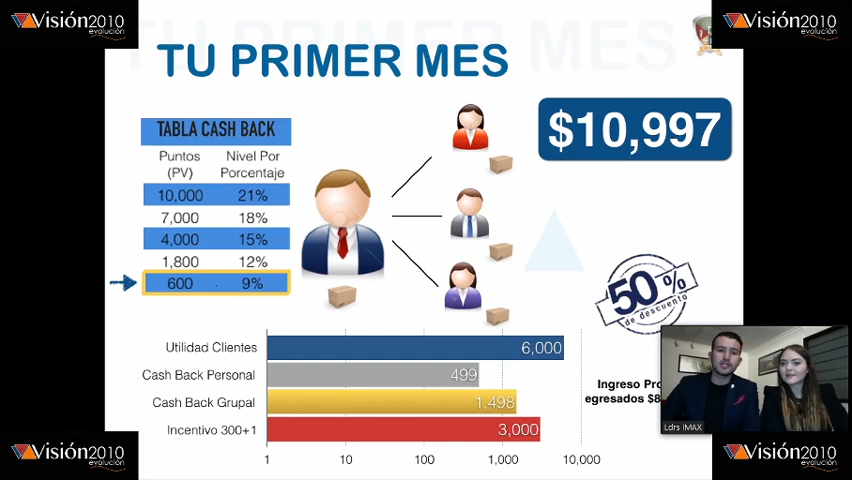 Visión2010
evolución
Visión2010
evolución
TU PRIMER MES
TABLA CASH BACK
Puntos (PV) Nivel Por Porcentaje
10,000 21%
7,000 18%
4,000 15%
1,800 12%
600 9%
$10,997
50%
de descuento
Utilidad Clientes 6,000
Cash Back Personal 499
Cash Back Grupal 1,498
Incentivo 300+1 3,000
1 10 100 1,000 10,000
Ingreso Pro
egresados $8
Ldrs IMAX
Visión2010
evolución
Visión2010
evolución